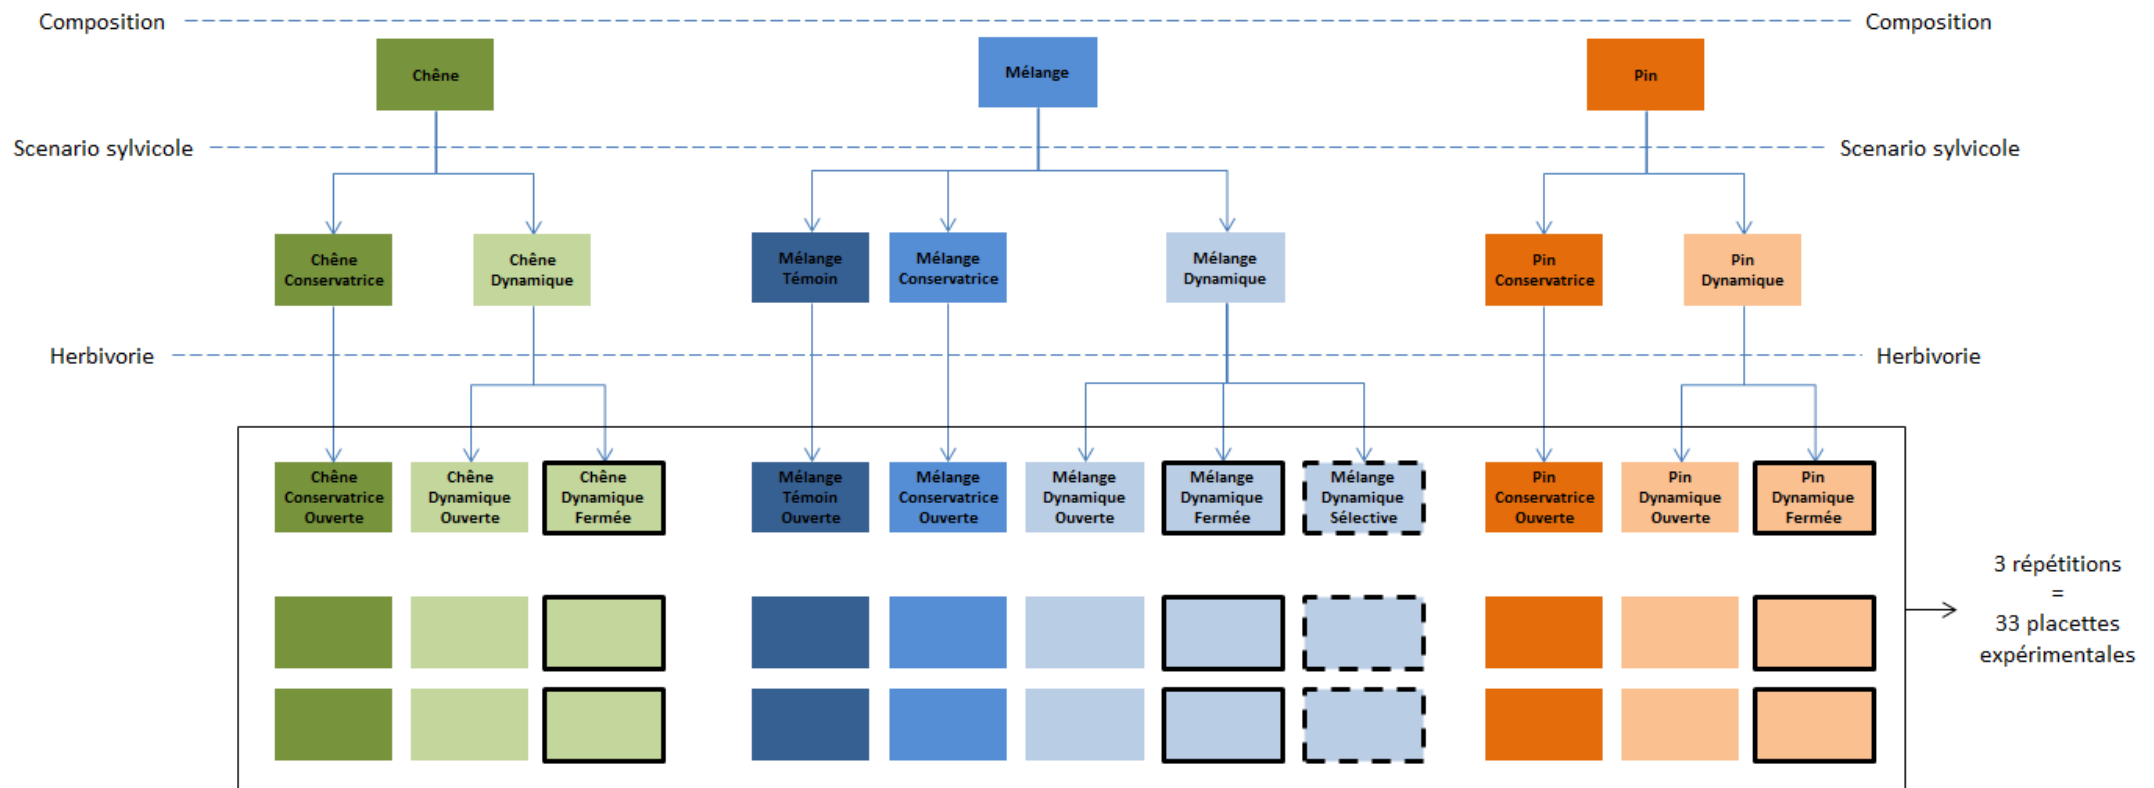 Composition
Composition
Chêne
Mélange
Pin
Scenario sylvicole
Scenario sylvicole
Chêne
Conservatrice
Chêne
Dynamique
Mélange
Témoin
Mélange
Conservatrice
Mélange
Dynamique
Pin
Conservatrice
Pin
Dynamique
Herbivorie
Herbivorie
Chêne
Conservatrice
Ouverte
Chêne
Dynamique
Ouverte
Chêne
Dynamique
Fermée
Mélange
Témoin
Ouverte
Mélange
Conservatrice
Ouverte
Mélange
Dynamique
Ouverte
Mélange
Dynamique
Fermée
Mélange
Dynamique
Sélective
Pin
Conservatrice
Ouverte
Pin
Dynamique
Ouverte
Pin
Dynamique
Fermée
3 répétitions
=
33 placettes
expérimentales